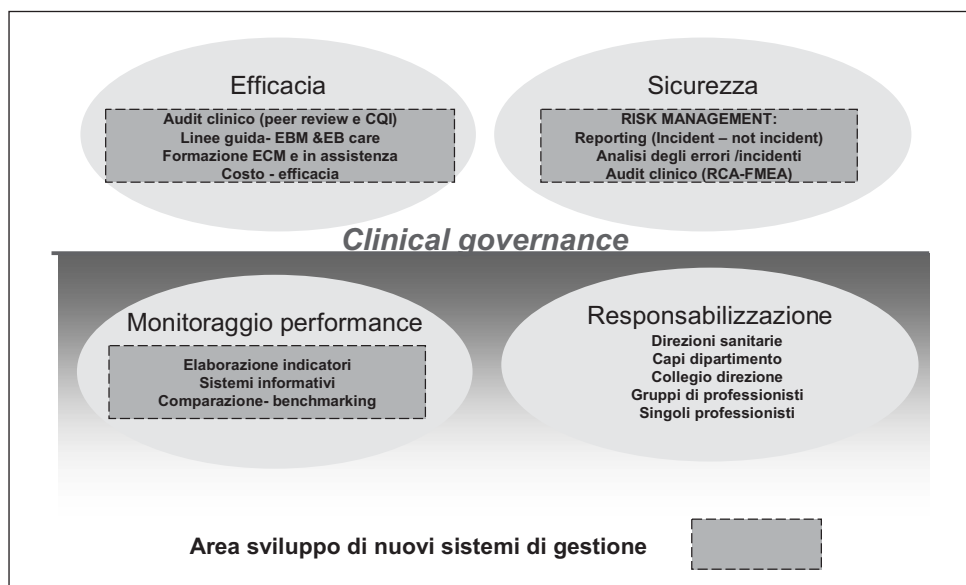 Efficacia
Audit clinico (peer review e CQI)
Linee guida- EBM &EB care
Formazione ECM e in assistenza
Costo - efficacia
Sicurezza
RISK MANAGEMENT:
Reporting (Incident – not incident)
Analisi degli errori /incidenti
Audit clinico (RCA-FMEA)
Clinical governance
Monitoraggio performance
Elaborazione indicatori
Sistemi informativi
Comparazione- benchmarking
Responsabilizzazione
Direzioni sanitarie
Capi dipartimento
Collegio direzione
Gruppi di professionisti
Singoli professionisti
Area sviluppo di nuovi sistemi di gestione